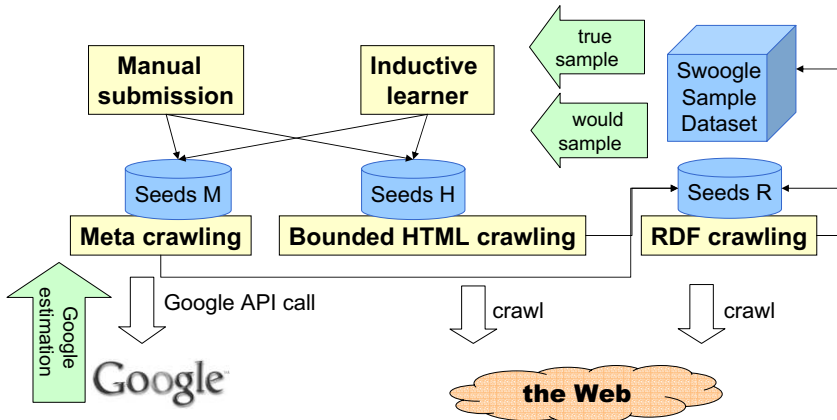 Manual
submission
Inductive
learner
true
sample
would
sample
Swoogle
Sample
Dataset
Seeds M
Seeds H
Seeds R
Meta crawling
Bounded HTML crawling
RDF crawling
Google
estimation
Google API call
crawl
crawl
Google™
the Web